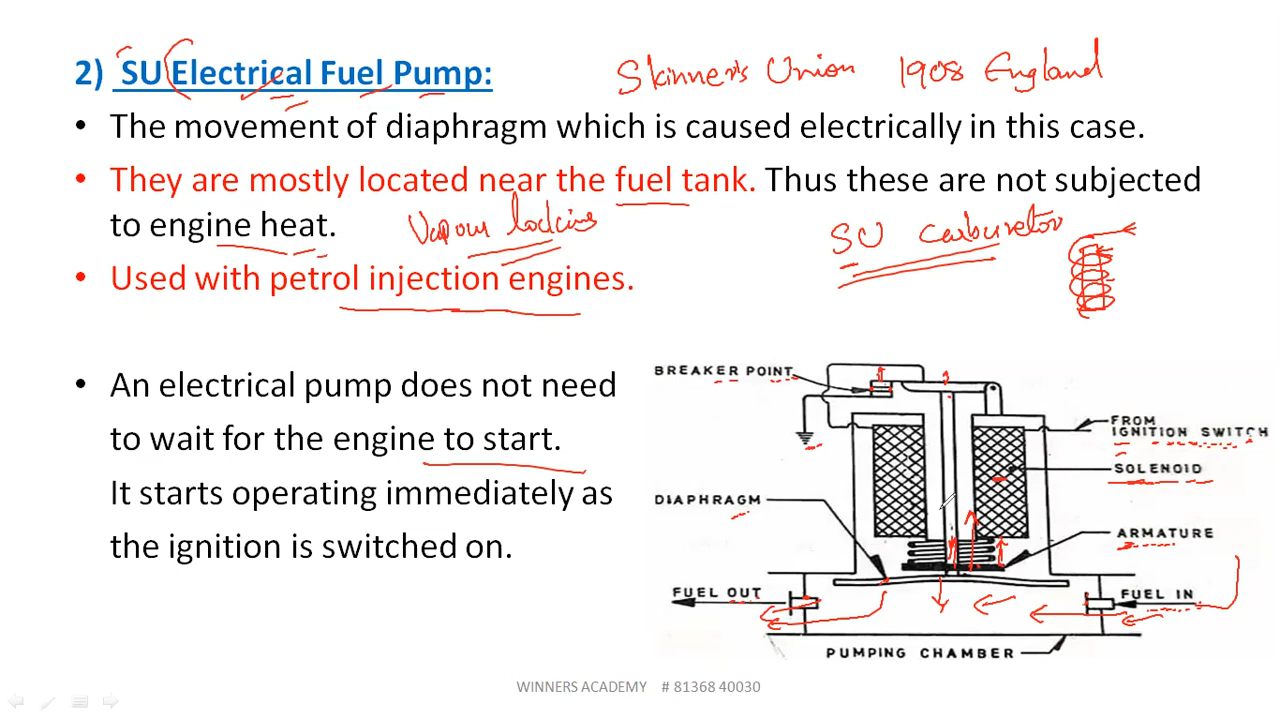 2) SU Electrical Fuel Pump:
Skinner's Union 1908 England
• The movement of diaphragm which is caused electrically in this case.
• They are mostly located near the fuel tank. Thus these are not subjected
to engine heat.
Vapour locking
SU carburetor
• Used with petrol injection engines.
• An electrical pump does not need
to wait for the engine to start.
It starts operating immediately as
the ignition is switched on.
BREAKER POINT
FROM
IGNITION SWITCH
SOLENOID
DIAPHRAGM
ARMATURE
FUEL OUT
FUEL IN
PUMPING CHAMBER
WINNERS ACADEMY # 81368 40030